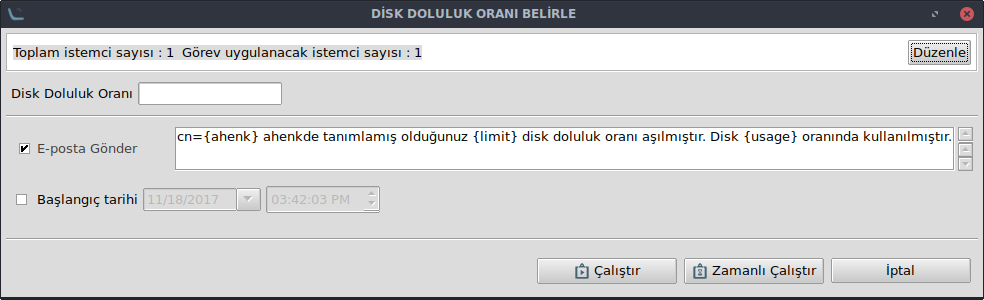 DİSK DOLULUK ORANI BELİRLE
Toplam istemci sayısı : 1  Görev uygulanacak istemci sayısı : 1
Düzenle
Disk Doluluk Oranı
E-posta Gönder
cn={ahenk} ahenkde tanımlamış olduğunuz {limit} disk doluluk oranı aşılmıştır. Disk {usage} oranında kullanılmıştır.
Başlangıç tarihi
11/18/2017
03:42:03 PM
Çalıştır
Zamanlı Çalıştır
İptal